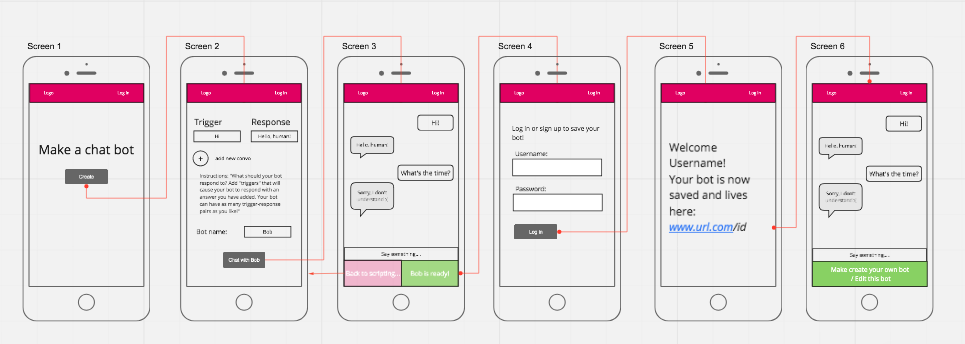 Screen 1
Logo Log in
Make a chat bot
Create
Screen 2
Logo Log in
Trigger Response
Hi Hello, human!
+ add new convo
Instructions: "What should your bot
respond to? Add "triggers" that will
cause your bot to respond with an
answer you have added. Your bot
can have as many trigger-response
pairs as you like!"
Bot name: Bob
Chat with Bob
Screen 3
Logo Log in
Hi!
Hello, human!
What's the time?
Sorry, I don't
understand:(
Say something...
Back to scripting... Bob is ready!
Screen 4
Logo Log in
Log in or sign up to save your
bot!
Username:
Password:
Log in
Screen 5
Logo Log in
Welcome
Username!
Your bot is now
saved and lives
here:
www.url.com/id
Screen 6
Logo Log in
Hi!
Hello, human!
What's the time?
Sorry, I don't
understand:(
Say something...
Make create your own bot
/ Edit this bot